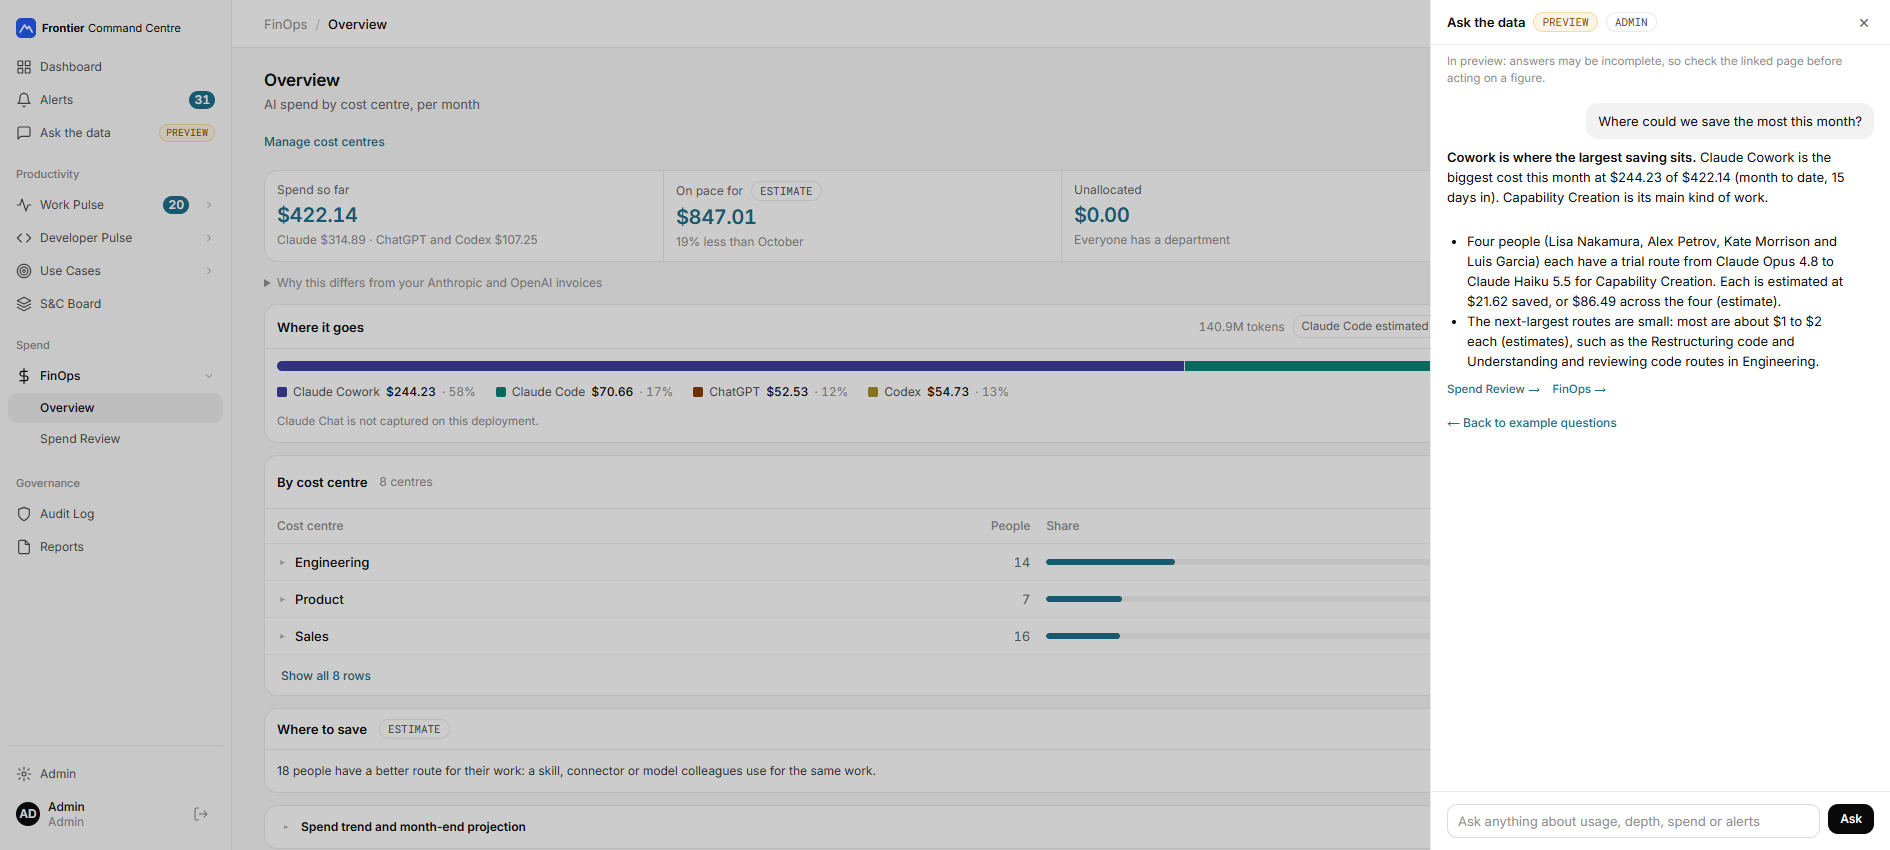 Frontier Command Centre
Dashboard
Alerts 31
Ask the data PREVIEW
Productivity
Work Pulse 20
Developer Pulse
Use Cases
S&C Board
Spend
FinOps
Overview
Spend Review
Governance
Audit Log
Reports
Admin
AD Admin
Admin
FinOps / Overview
Overview
AI spend by cost centre, per month
Manage cost centres
Spend so far
$422.14
Claude $314.89 · ChatGPT and Codex $107.25
On pace for ESTIMATE
$847.01
19% less than October
Unallocated
$0.00
Everyone has a department
Why this differs from your Anthropic and OpenAI invoices
Where it goes 140.9M tokens Claude Code estimated
Claude Cowork $244.23 · 58% Claude Code $70.66 · 17% ChatGPT $52.53 · 12% Codex $54.73 · 13%
Claude Chat is not captured on this deployment.
By cost centre 8 centres
Cost centre People Share
Engineering 14
Product 7
Sales 16
Show all 8 rows
Where to save ESTIMATE
18 people have a better route for their work: a skill, connector or model colleagues use for the same work.
Spend trend and month-end projection
Ask the data PREVIEW ADMIN
In preview: answers may be incomplete, so check the linked page before
acting on a figure.
Where could we save the most this month?
Cowork is where the largest saving sits. Claude Cowork is the
biggest cost this month at $244.23 of $422.14 (month to date, 15
days in). Capability Creation is its main kind of work.
• Four people (Lisa Nakamura, Alex Petrov, Kate Morrison and
Luis Garcia) each have a trial route from Claude Opus 4.8 to
Claude Haiku 5.5 for Capability Creation. Each is estimated at
$21.62 saved, or $86.49 across the four (estimate).
• The next-largest routes are small: most are about $1 to $2
each (estimates), such as the Restructuring code and
Understanding and reviewing code routes in Engineering.
Spend Review → FinOps →
← Back to example questions
Ask anything about usage, depth, spend or alerts
Ask